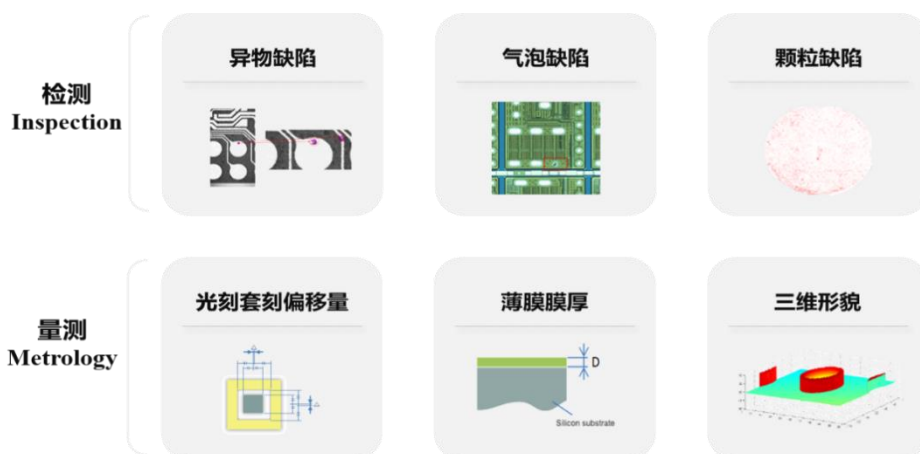 检测
Inspection
异物缺陷
气泡缺陷
颗粒缺陷
量测
Metrology
光刻套刻偏移量
薄膜膜厚
D
Silicon substrate
三维形貌